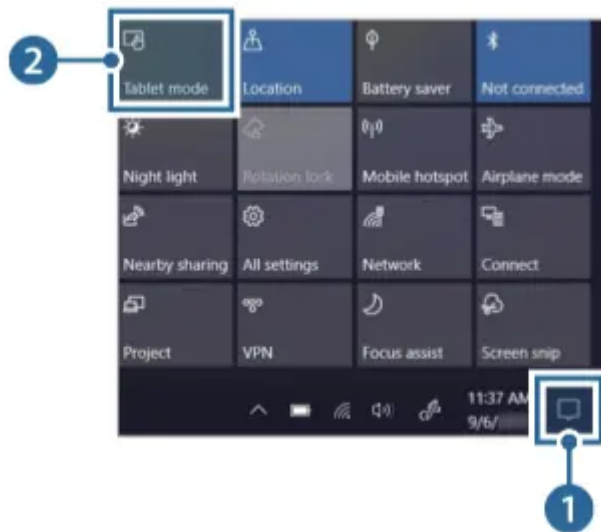 2
Tablet mode
Location
Battery saver
Not connected
Night light
Rotation lock
Mobile hotspot
Airplane mode
Nearby sharing
All settings
Network
Connect
Project
VPN
Focus assist
Screen snip
11:37 AM
9/6/
1